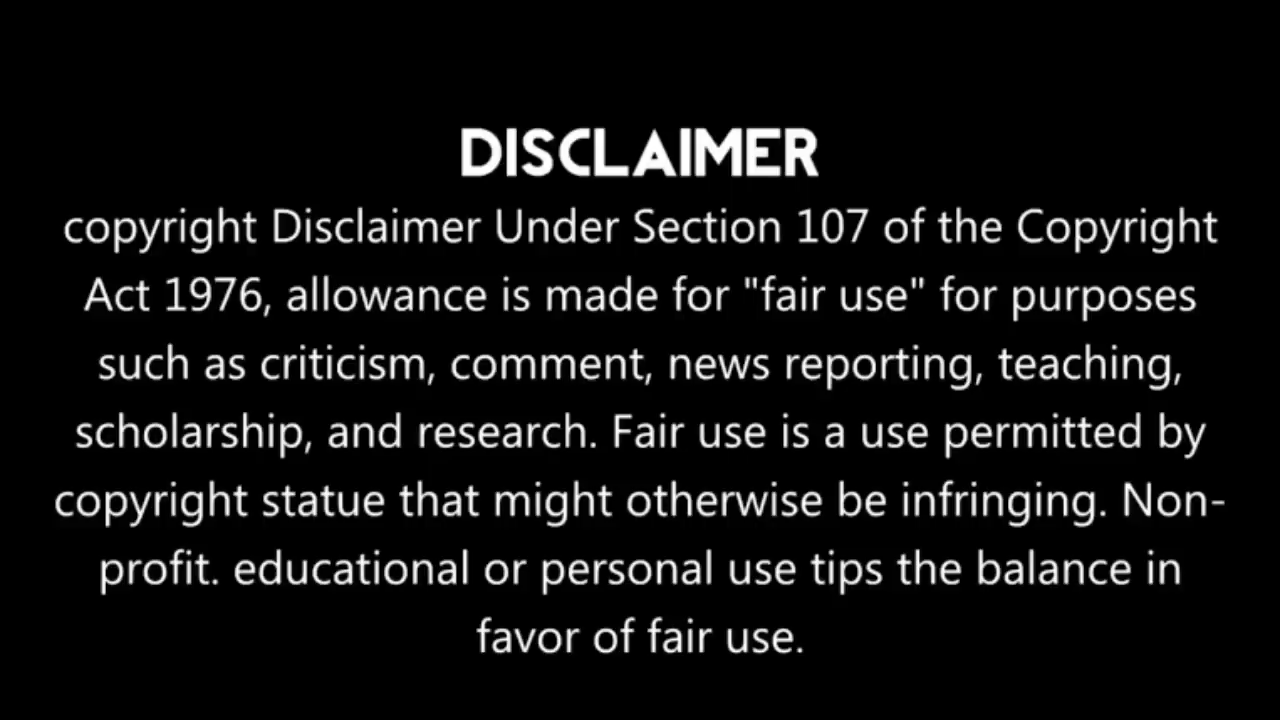 DISCLAIMER
copyright Disclaimer Under Section 107 of the Copyright
Act 1976, allowance is made for "fair use" for purposes
such as criticism, comment, news reporting, teaching,
scholarship, and research. Fair use is a use permitted by
copyright statue that might otherwise be infringing. Non-
profit. educational or personal use tips the balance in
favor of fair use.